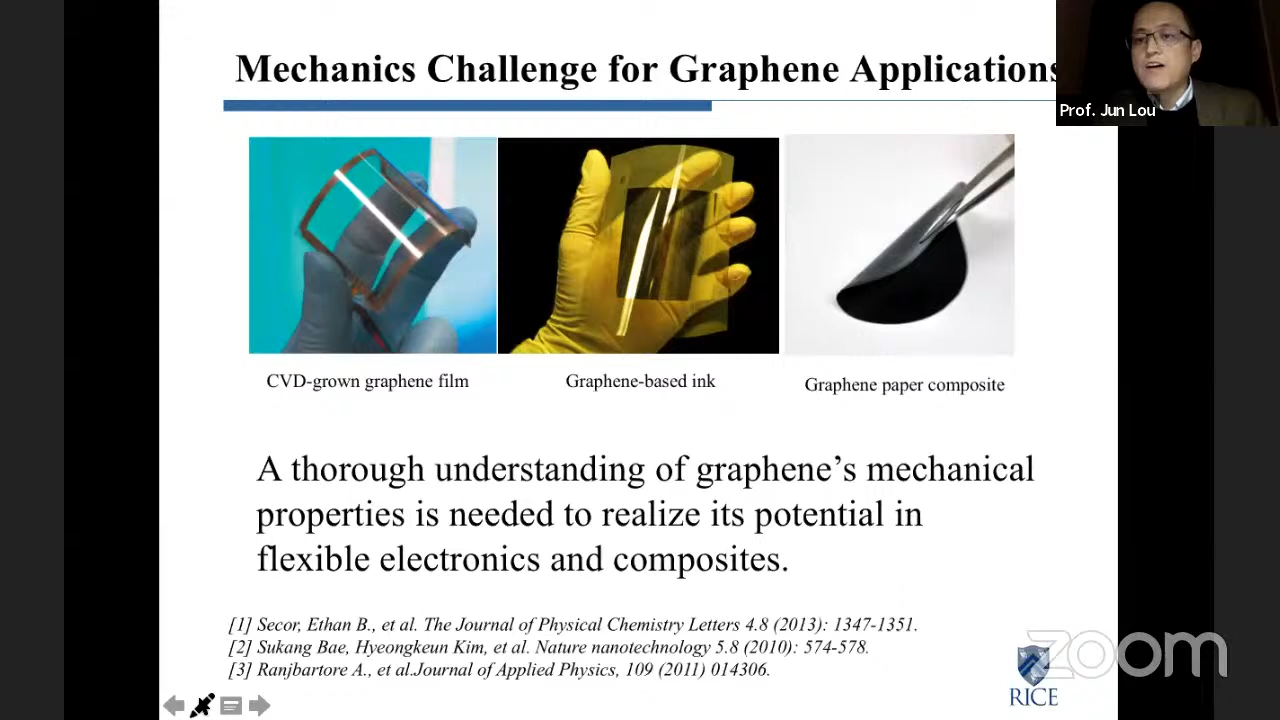 Mechanics Challenge for Graphene Applications
Prof. Jun Lou
CVD-grown graphene film
Graphene-based ink
Graphene paper composite
A thorough understanding of graphene’s mechanical
properties is needed to realize its potential in
flexible electronics and composites.
[1] Secor, Ethan B., et al. The Journal of Physical Chemistry Letters 4.8 (2013): 1347-1351.
[2] Sukang Bae, Hyeongkeun Kim, et al. Nature nanotechnology 5.8 (2010): 574-578.
[3] Ranjbartore A., et al.Journal of Applied Physics, 109 (2011) 014306.
zoom
RICE